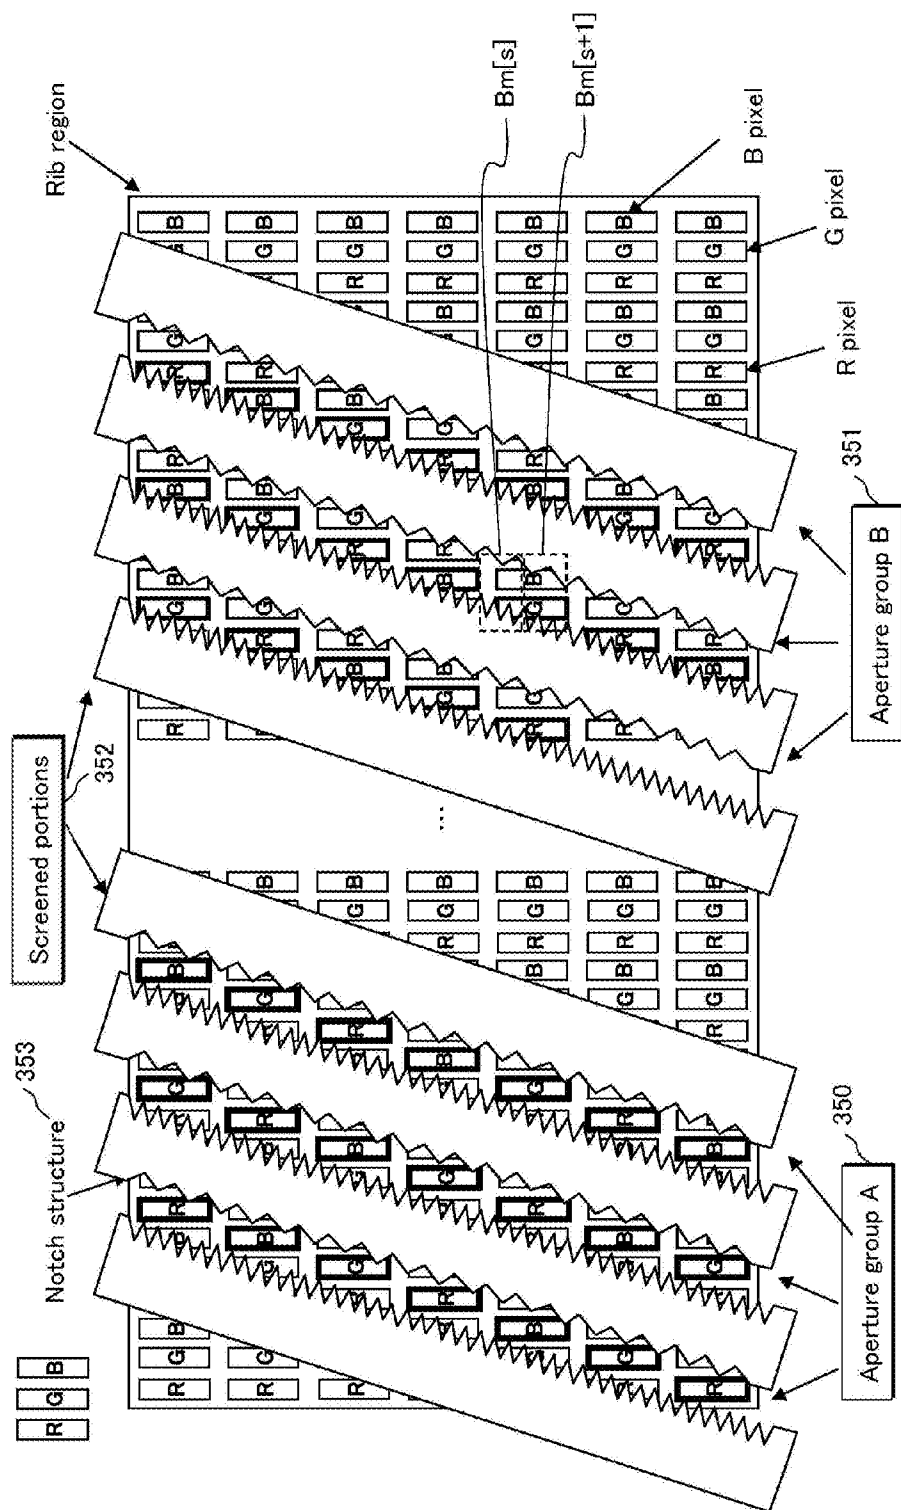 R G B
353
Notch structure
Screened portions
352
Rib region
R G B R G B R G B B R R G G B
R G B R G B R R G G B B R G B
R G B R G B B R R G G B R G B
R G B R G B G B B R R G B R G B
B R G B R G B R G G B B R G B R G B
G B R G B R G B R R G G B R G B R G B
R G B R G B R G B R R G B R G B R G B
...
Bm[s]
Bm[s+1]
R pixel
G pixel
B pixel
350
Aperture group A
351
Aperture group B